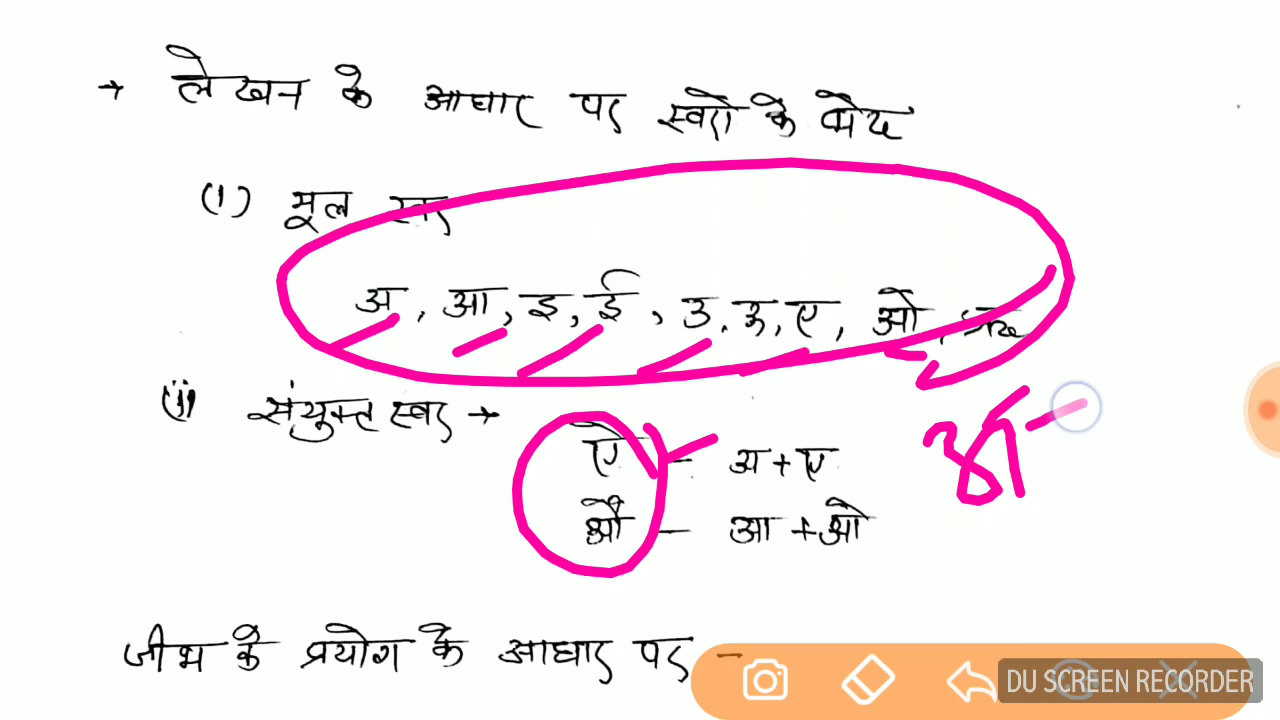 → लेखन के आधार पर स्वरो के भेद
(i) मूल स्वर
अ, आ, इ, ई, उ, ऊ, ए, ओ,
(ii) संयुक्त स्वर →
ऐ – अ+ए
औ – आ+ओ
जीभ के प्रयोग के आधार पर –
DU SCREEN RECORDER